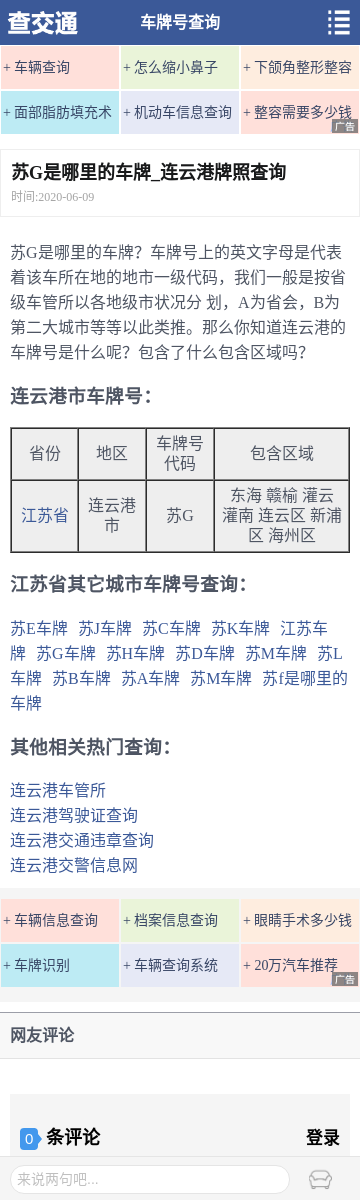 查交通 车牌号查询
+ 车辆查询 + 怎么缩小鼻子 + 下颌角整形整容
+ 面部脂肪填充术 + 机动车信息查询 + 整容需要多少钱
广告
苏G是哪里的车牌_连云港牌照查询
时间:2020-06-09
苏G是哪里的车牌？车牌号上的英文字母是代表
着该车所在地的地市一级代码，我们一般是按省
级车管所以各地级市状况分 划，A为省会，B为
第二大城市等等以此类推。那么你知道连云港的
车牌号是什么呢？包含了什么包含区域吗？
连云港市车牌号：
省份 地区 车牌号代码 包含区域
江苏省 连云港市 苏G 东海 赣榆 灌云 灌南 连云区 新浦区 海州区
江苏省其它城市车牌号查询：
苏E车牌 苏J车牌 苏C车牌 苏K车牌 江苏车
牌 苏G车牌 苏H车牌 苏D车牌 苏M车牌 苏L
车牌 苏B车牌 苏A车牌 苏M车牌 苏f是哪里的
车牌
其他相关热门查询：
连云港车管所
连云港驾驶证查询
连云港交通违章查询
连云港交警信息网
+ 车辆信息查询 + 档案信息查询 + 眼睛手术多少钱
+ 车牌识别 + 车辆查询系统 + 20万汽车推荐
广告
网友评论
0 条评论 登录
来说两句吧...